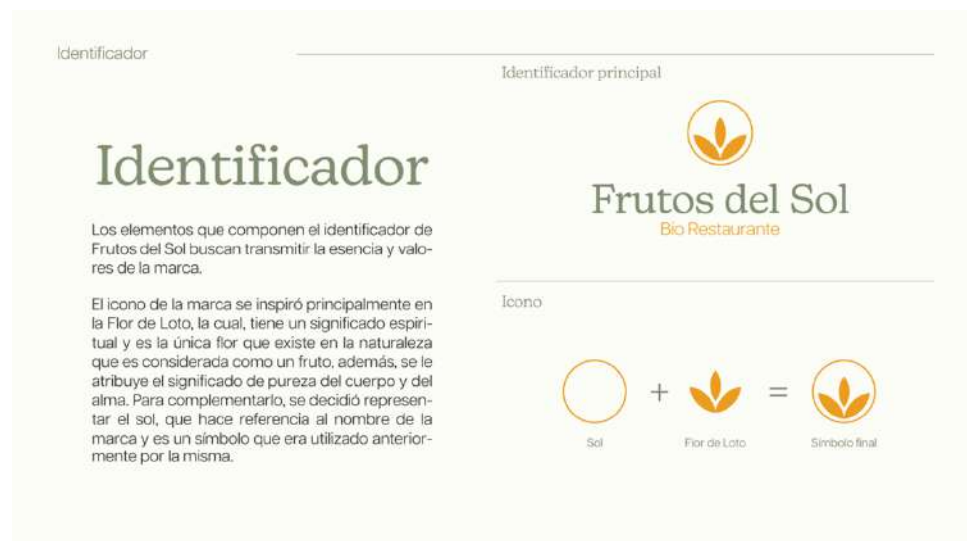 Identificador
Identificador
Los elementos que componen el identificador de
Frutos del Sol buscan transmitir la esencia y valo-
res de la marca.
El icono de la marca se inspiró principalmente en
la Flor de Loto, la cual, tiene un significado espiri-
tual y es la única flor que existe en la naturaleza
que es considerada como un fruto, además, se le
atribuye el significado de pureza del cuerpo y del
alma. Para complementarlo, se decidió represen-
tar el sol, que hace referencia al nombre de la
marca y es un símbolo que era utilizado anterior-
mente por la misma.
Identificador principal
Frutos del Sol
Bio Restaurante
Icono
+ =
Sol Flor de Loto Símbolo final